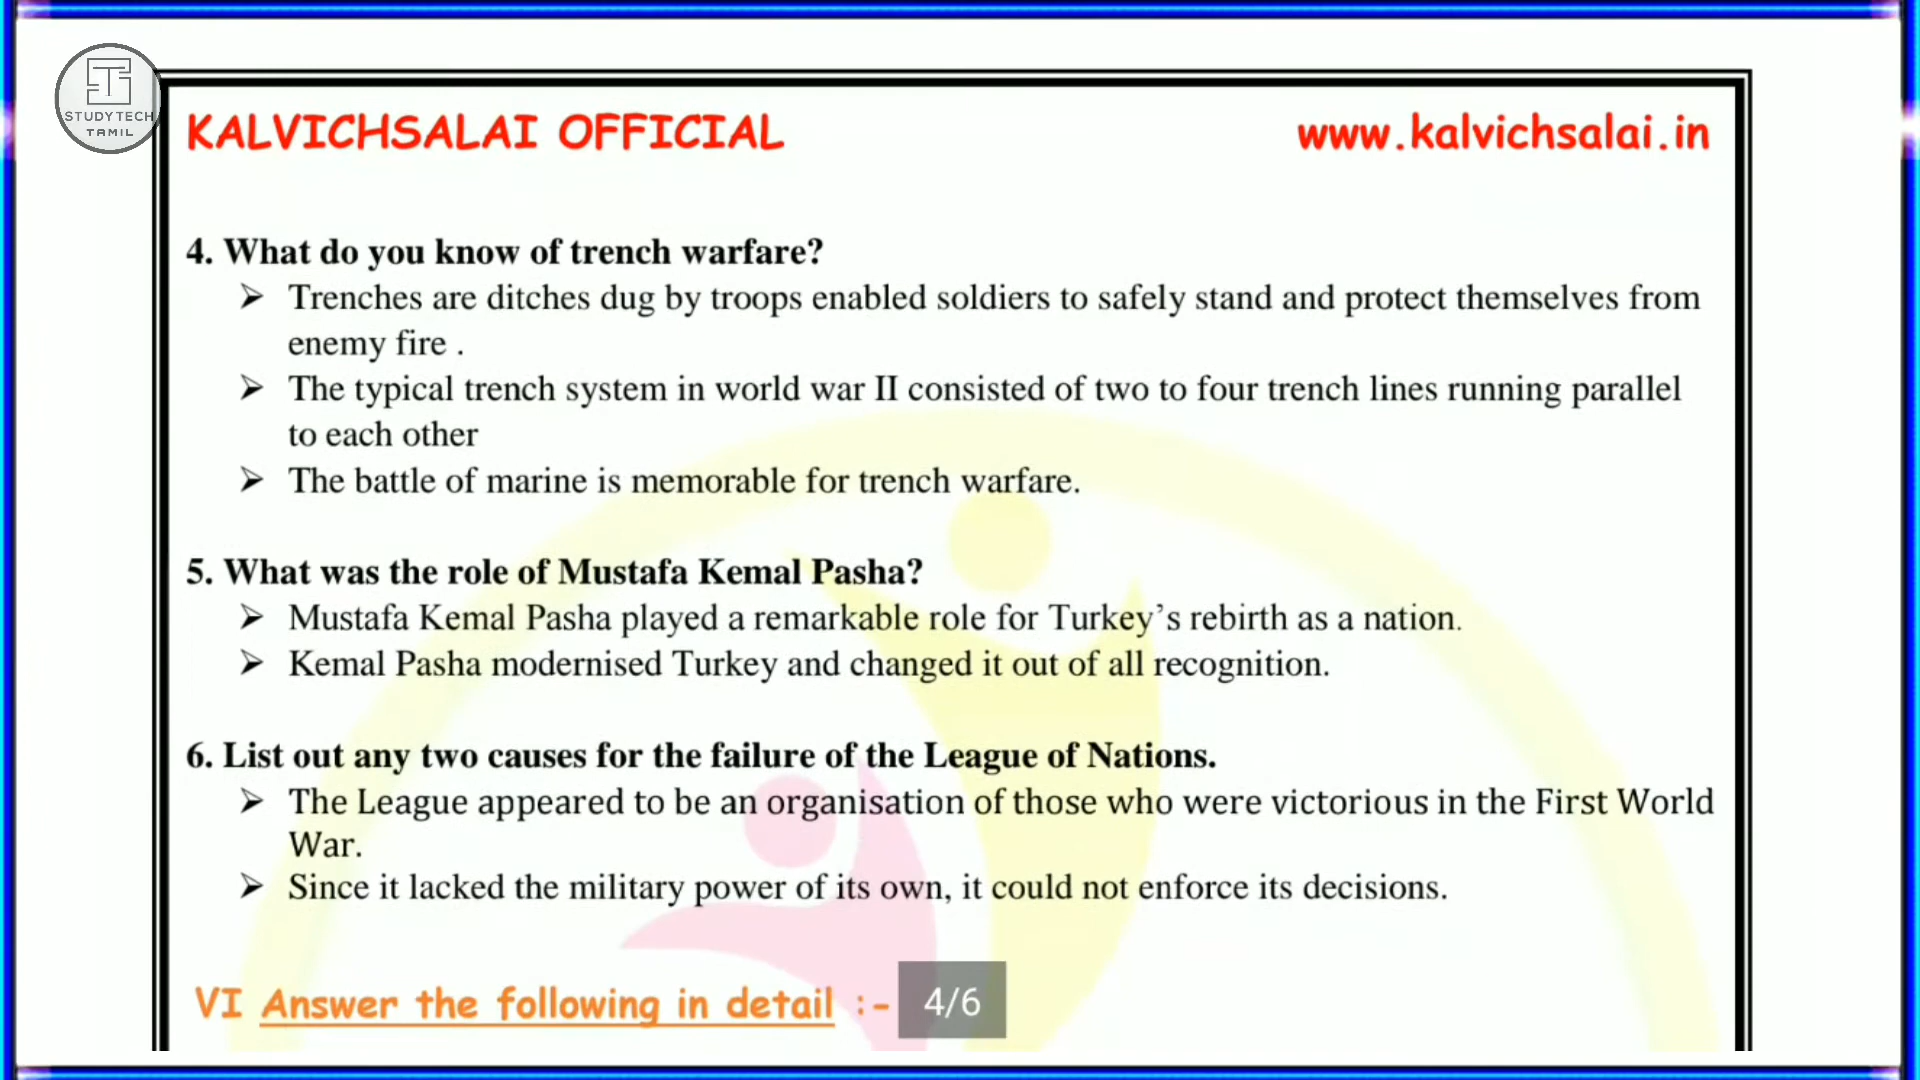 STUDYTECH
TAMIL
KALVICHSALAI OFFICIAL
www.kalvichsalai.in
4. What do you know of trench warfare?
➢ Trenches are ditches dug by troops enabled soldiers to safely stand and protect themselves from
enemy fire .
➢ The typical trench system in world war II consisted of two to four trench lines running parallel
to each other
➢ The battle of marine is memorable for trench warfare.
5. What was the role of Mustafa Kemal Pasha?
➢ Mustafa Kemal Pasha played a remarkable role for Turkey’s rebirth as a nation.
➢ Kemal Pasha modernised Turkey and changed it out of all recognition.
6. List out any two causes for the failure of the League of Nations.
➢ The League appeared to be an organisation of those who were victorious in the First World
War.
➢ Since it lacked the military power of its own, it could not enforce its decisions.
VI Answer the following in detail :-
4/6